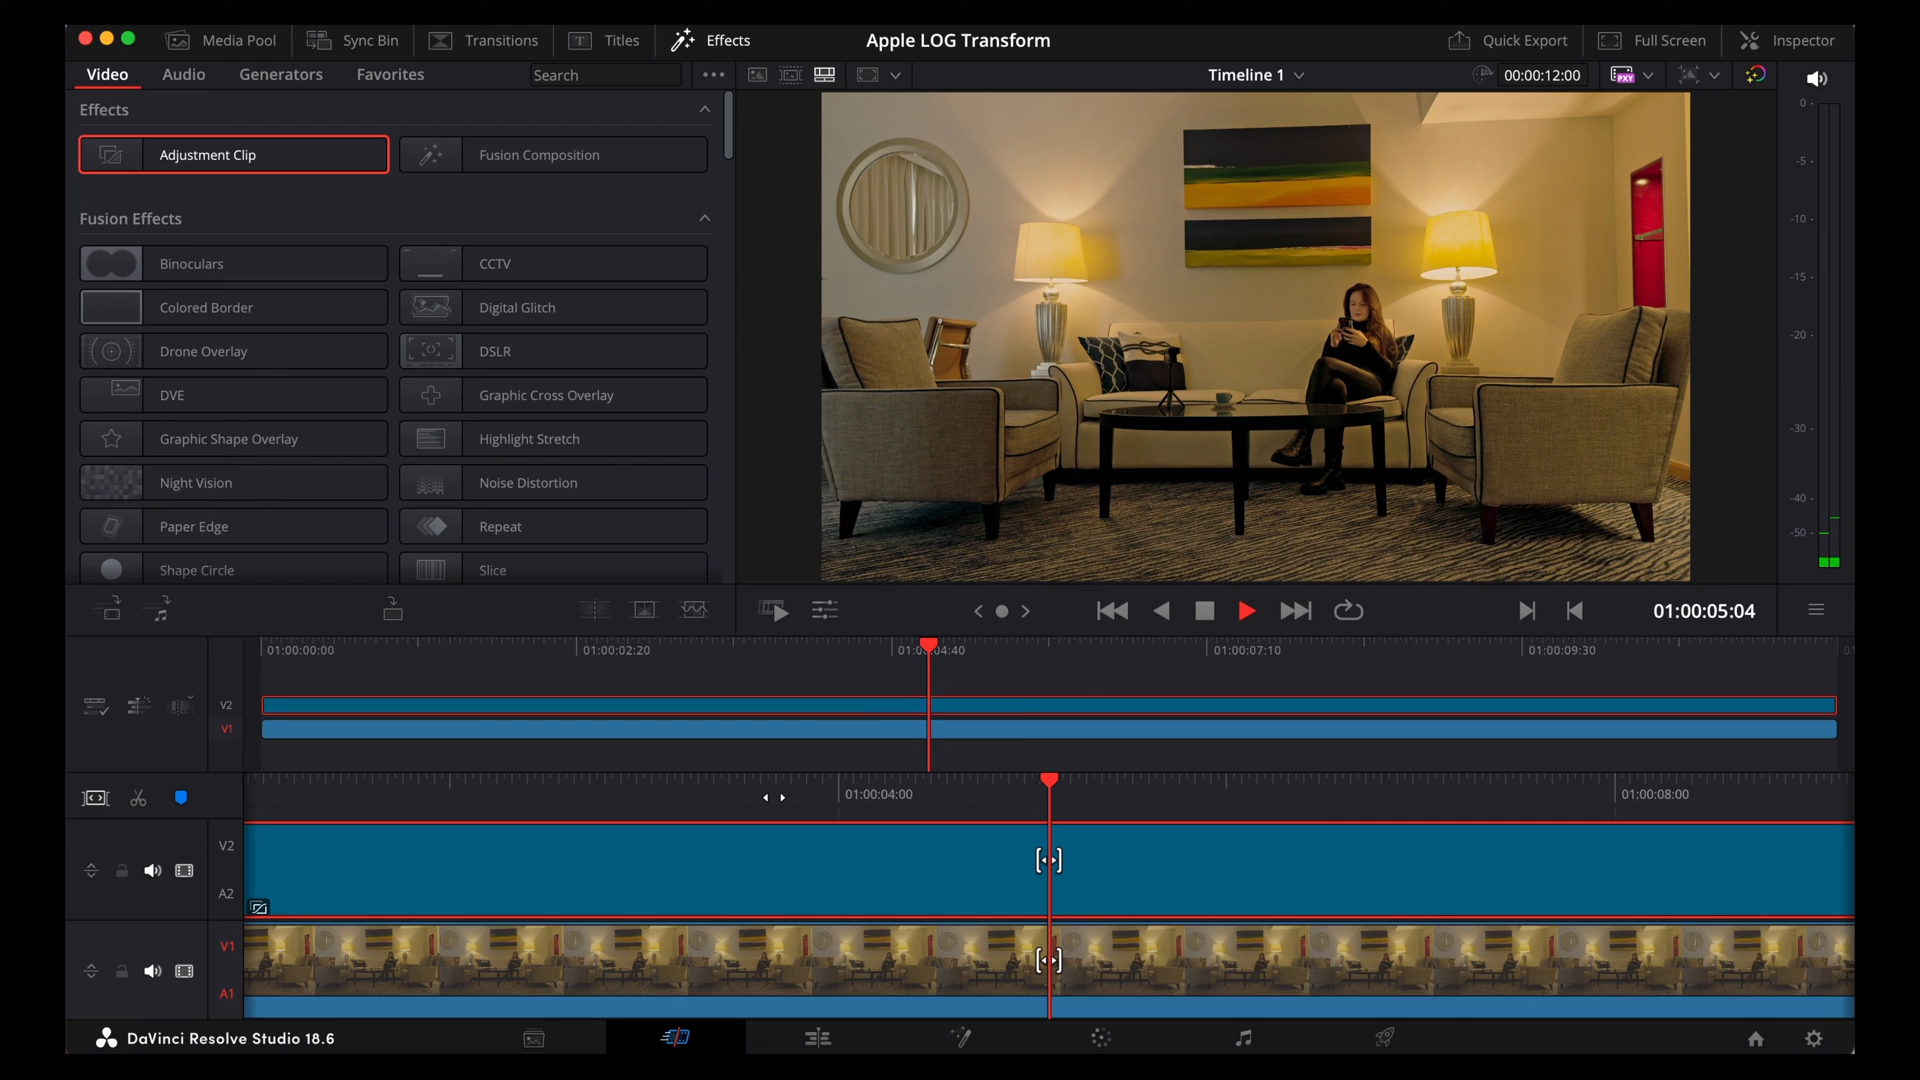 Media Pool
Sync Bin
Transitions
Titles
Effects
Apple LOG Transform
Quick Export
Full Screen
Inspector
Video
Audio
Generators
Favorites
Search
Timeline 1
PXY
00:00:12:00
Effects
Adjustment Clip
Fusion Composition
Fusion Effects
Binoculars
CCTV
Colored Border
Digital Glitch
Drone Overlay
DSLR
DVE
Graphic Cross Overlay
Graphic Shape Overlay
Highlight Stretch
Night Vision
Noise Distortion
Paper Edge
Repeat
Shape Circle
Slice
0
-5
-10
-15
-20
-30
-40
-50
01:00:05:04
01:00:00:00
01:00:02:20
01:00:04:40
01:00:07:10
01:00:09:30
V2
V1
01:00:04:00
01:00:08:00
V2
A2
V1
A1
DaVinci Resolve Studio 18.6